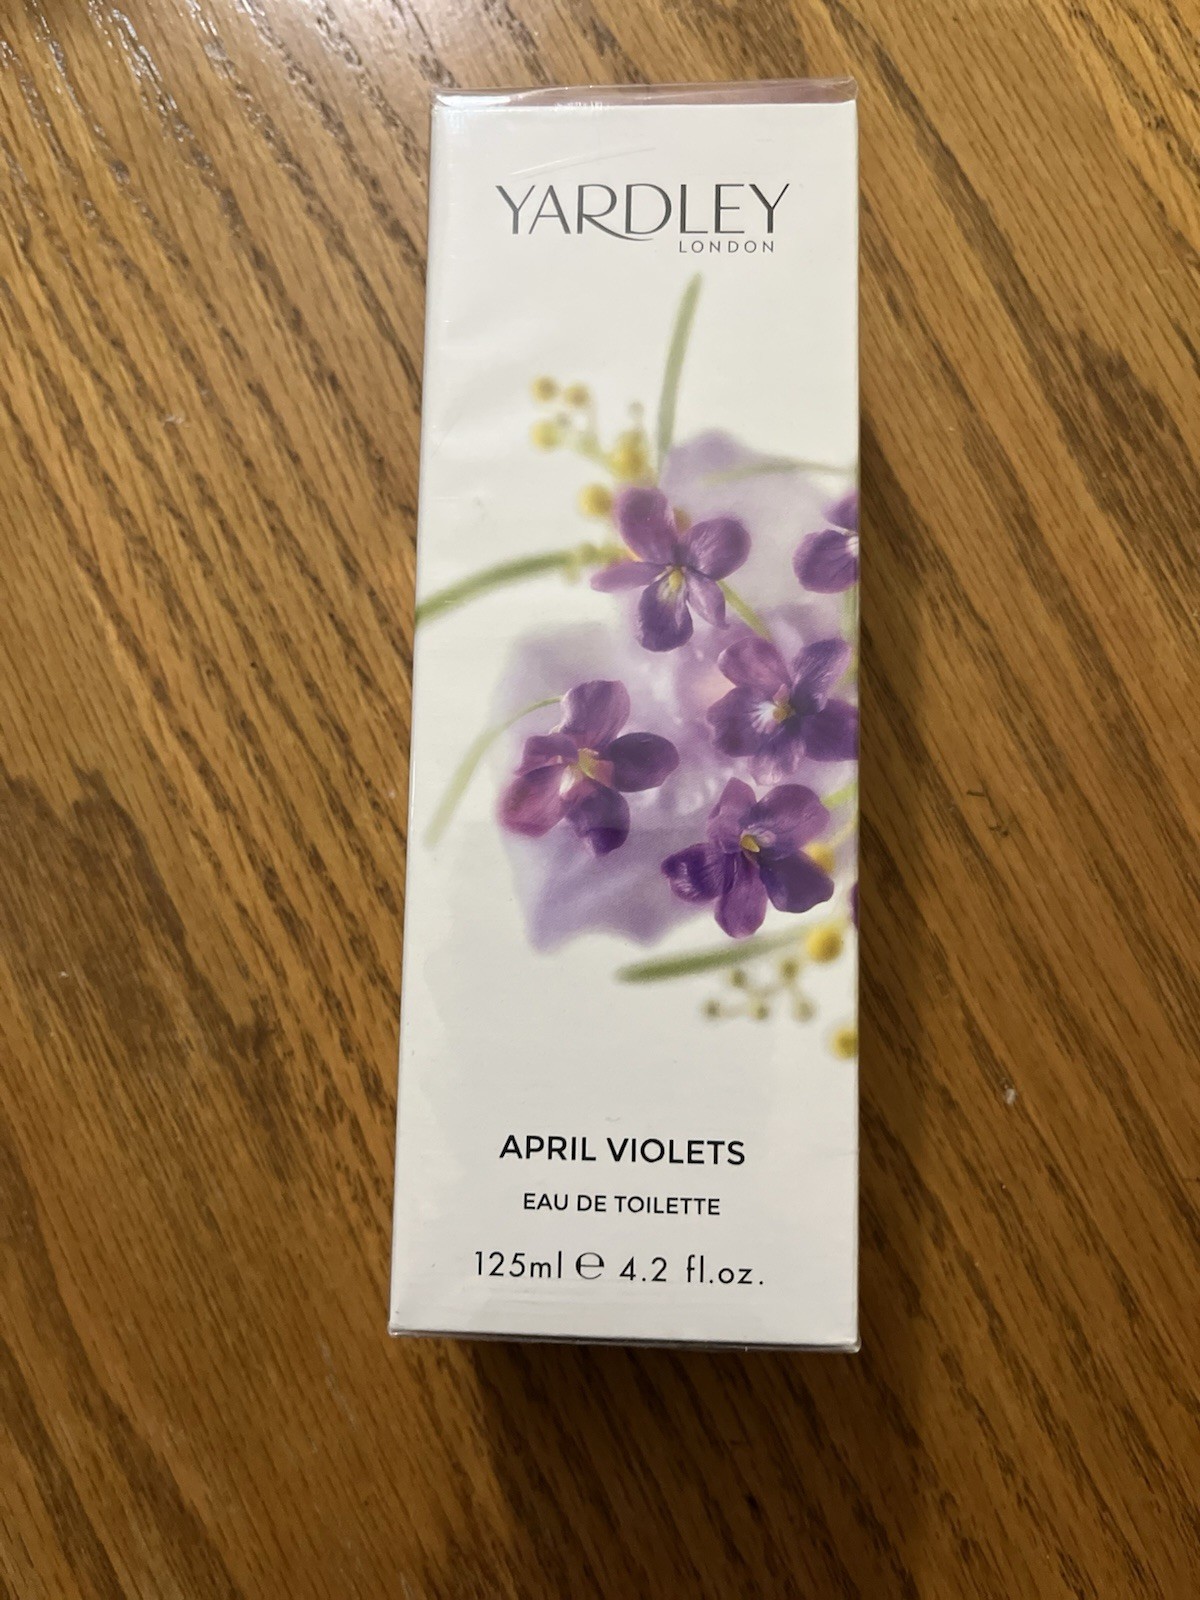 YARDLEY
LONDON
APRIL VIOLETS
EAU DE TOILETTE
125ml ℮ 4.2 fl.oz.